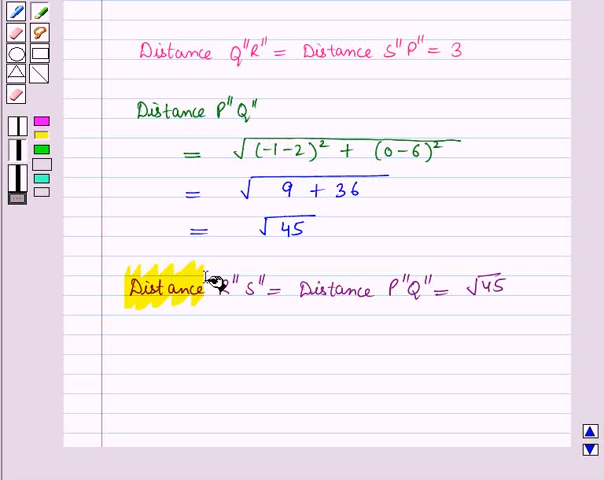 Distance Q"R" = Distance S"P" = 3
Distance P"Q"
= √(-1-2)² + (0-6)²
= √9 + 36
= √45
Distance R"S" = Distance P"Q" = √45